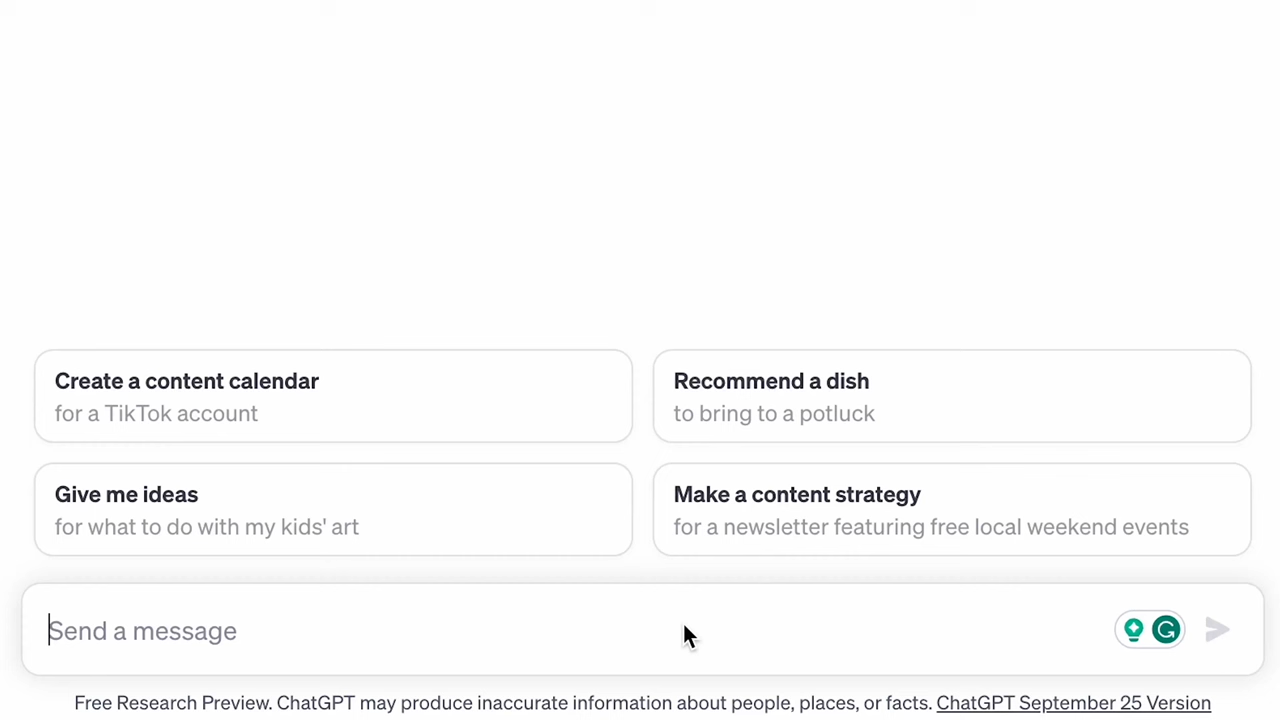 Create a content calendar
for a TikTok account
Recommend a dish
to bring to a potluck
Give me ideas
for what to do with my kids' art
Make a content strategy
for a newsletter featuring free local weekend events
Send a message
Free Research Preview. ChatGPT may produce inaccurate information about people, places, or facts. ChatGPT September 25 Version